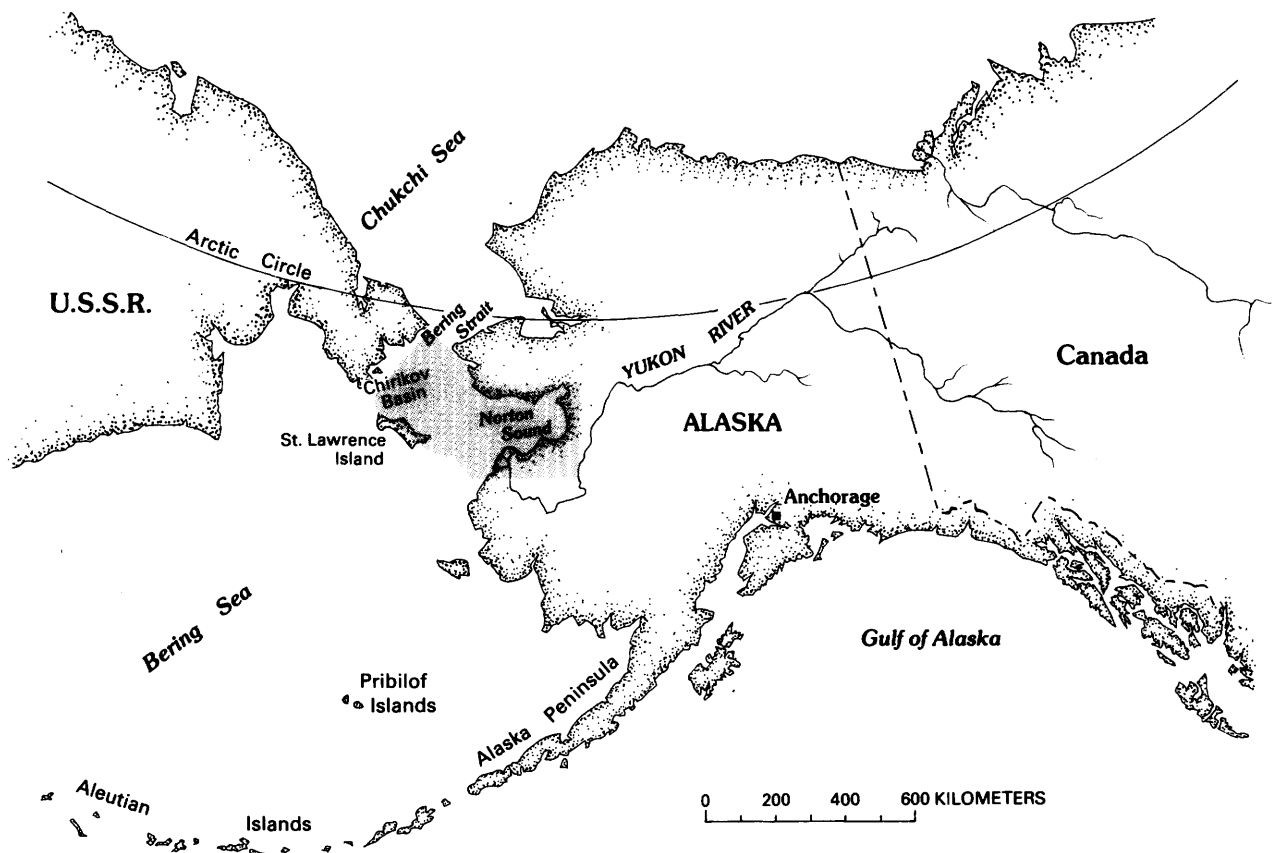 Chukchi Sea
Arctic Circle
U.S.S.R.
Bering
Strait
YUKON RIVER
Canada
Chirikov
Basin
Norton
Sound
St. Lawrence
Island
ALASKA
Anchorage
Bering Sea
Gulf of Alaska
Pribilof
Islands
Alaska Peninsula
Aleutian
Islands
0 200 400 600 KILOMETERS